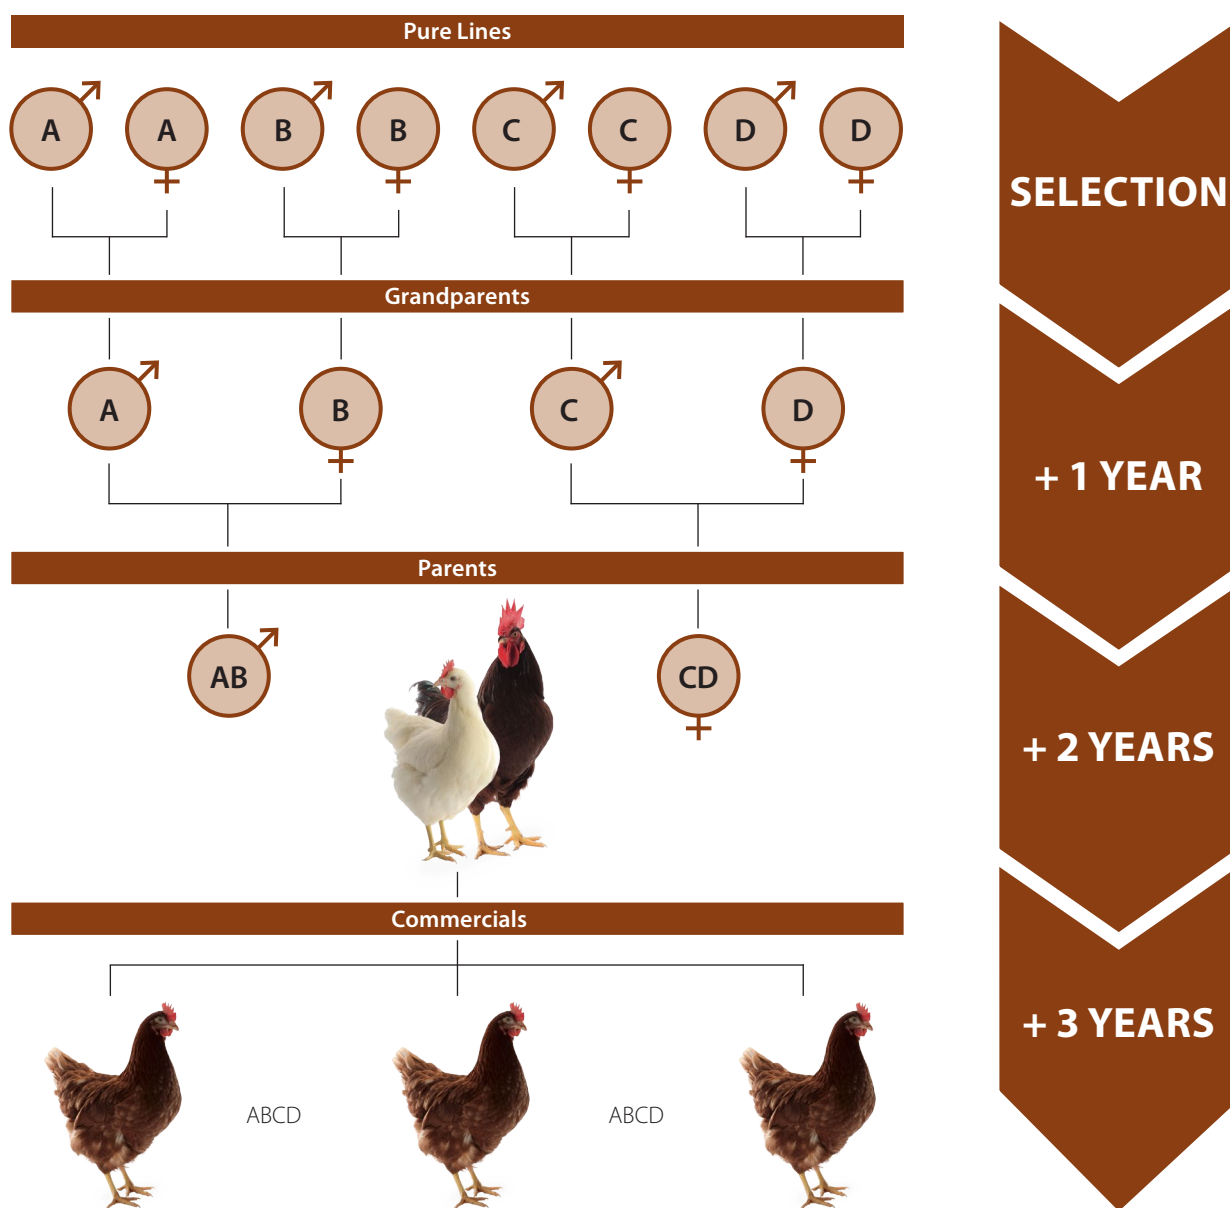 Pure Lines
A A B B C C D D
SELECTION
Grandparents
A B C D
+ 1 YEAR
Parents
AB CD
+ 2 YEARS
Commercials
+ 3 YEARS
ABCD ABCD